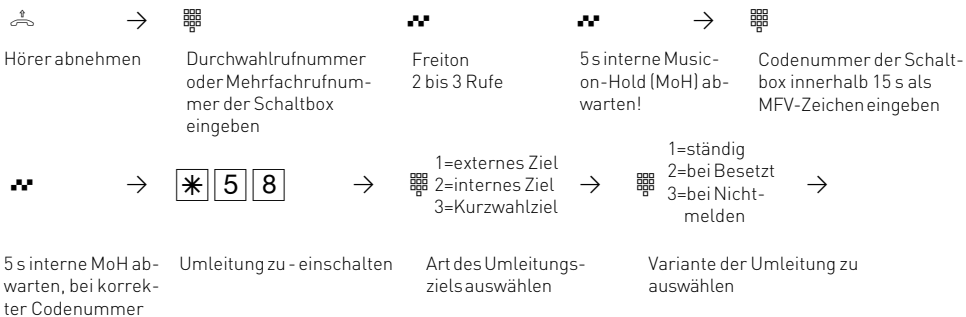 Hörer abnehmen
Durchwahlrufnummer
oder Mehrfachrufnum-
mer der Schaltbox
eingeben
Freiton
2 bis 3 Rufe
5 s interne Music-
on-Hold (MoH) ab-
warten!
Codenummer der Schalt-
box innerhalb 15 s als
MFV-Zeichen eingeben
* 5 8
1=externes Ziel
2=internes Ziel
3=Kurzwahlziel
1=ständig
2=bei Besetzt
3=bei Nicht-
melden
5 s interne MoH ab-
warten, bei korrek-
ter Codenummer
Umleitung zu - einschalten
Art des Umleitungs-
ziels auswählen
Variante der Umleitung zu
auswählen